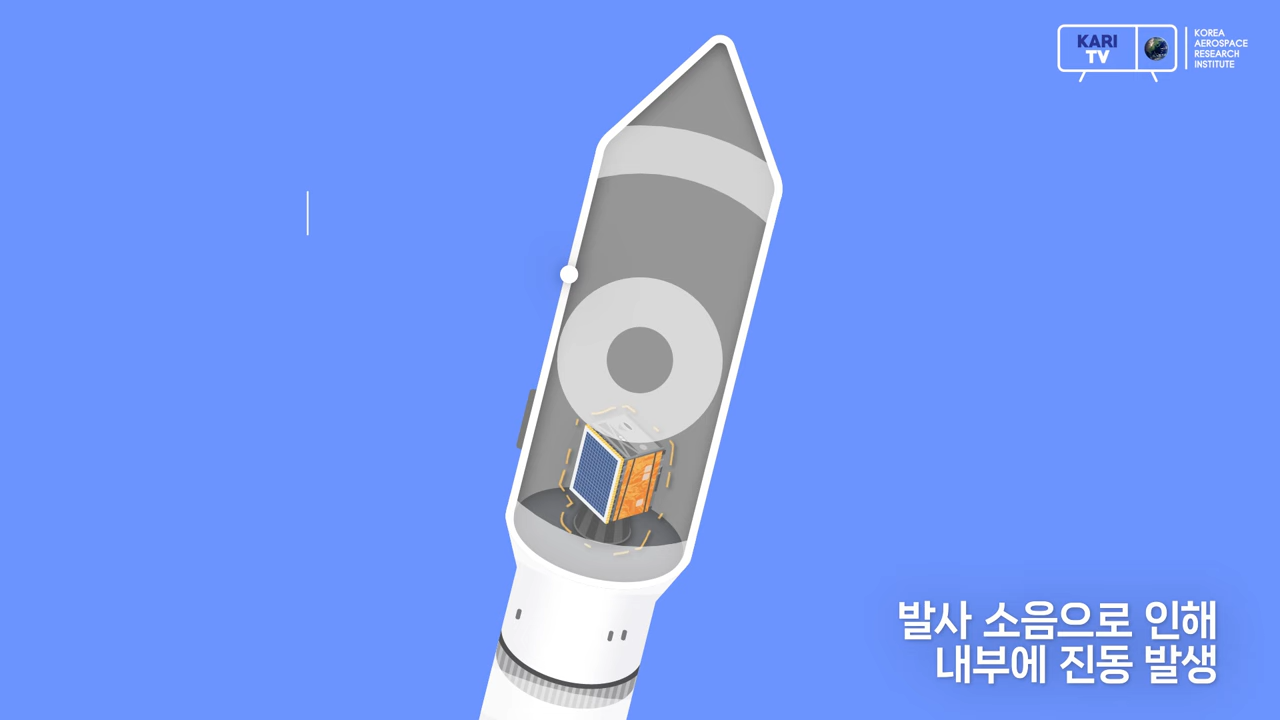 KARI
TV
KOREA
AEROSPACE
RESEARCH
INSTITUTE
발사 소음으로 인해
내부에 진동 발생